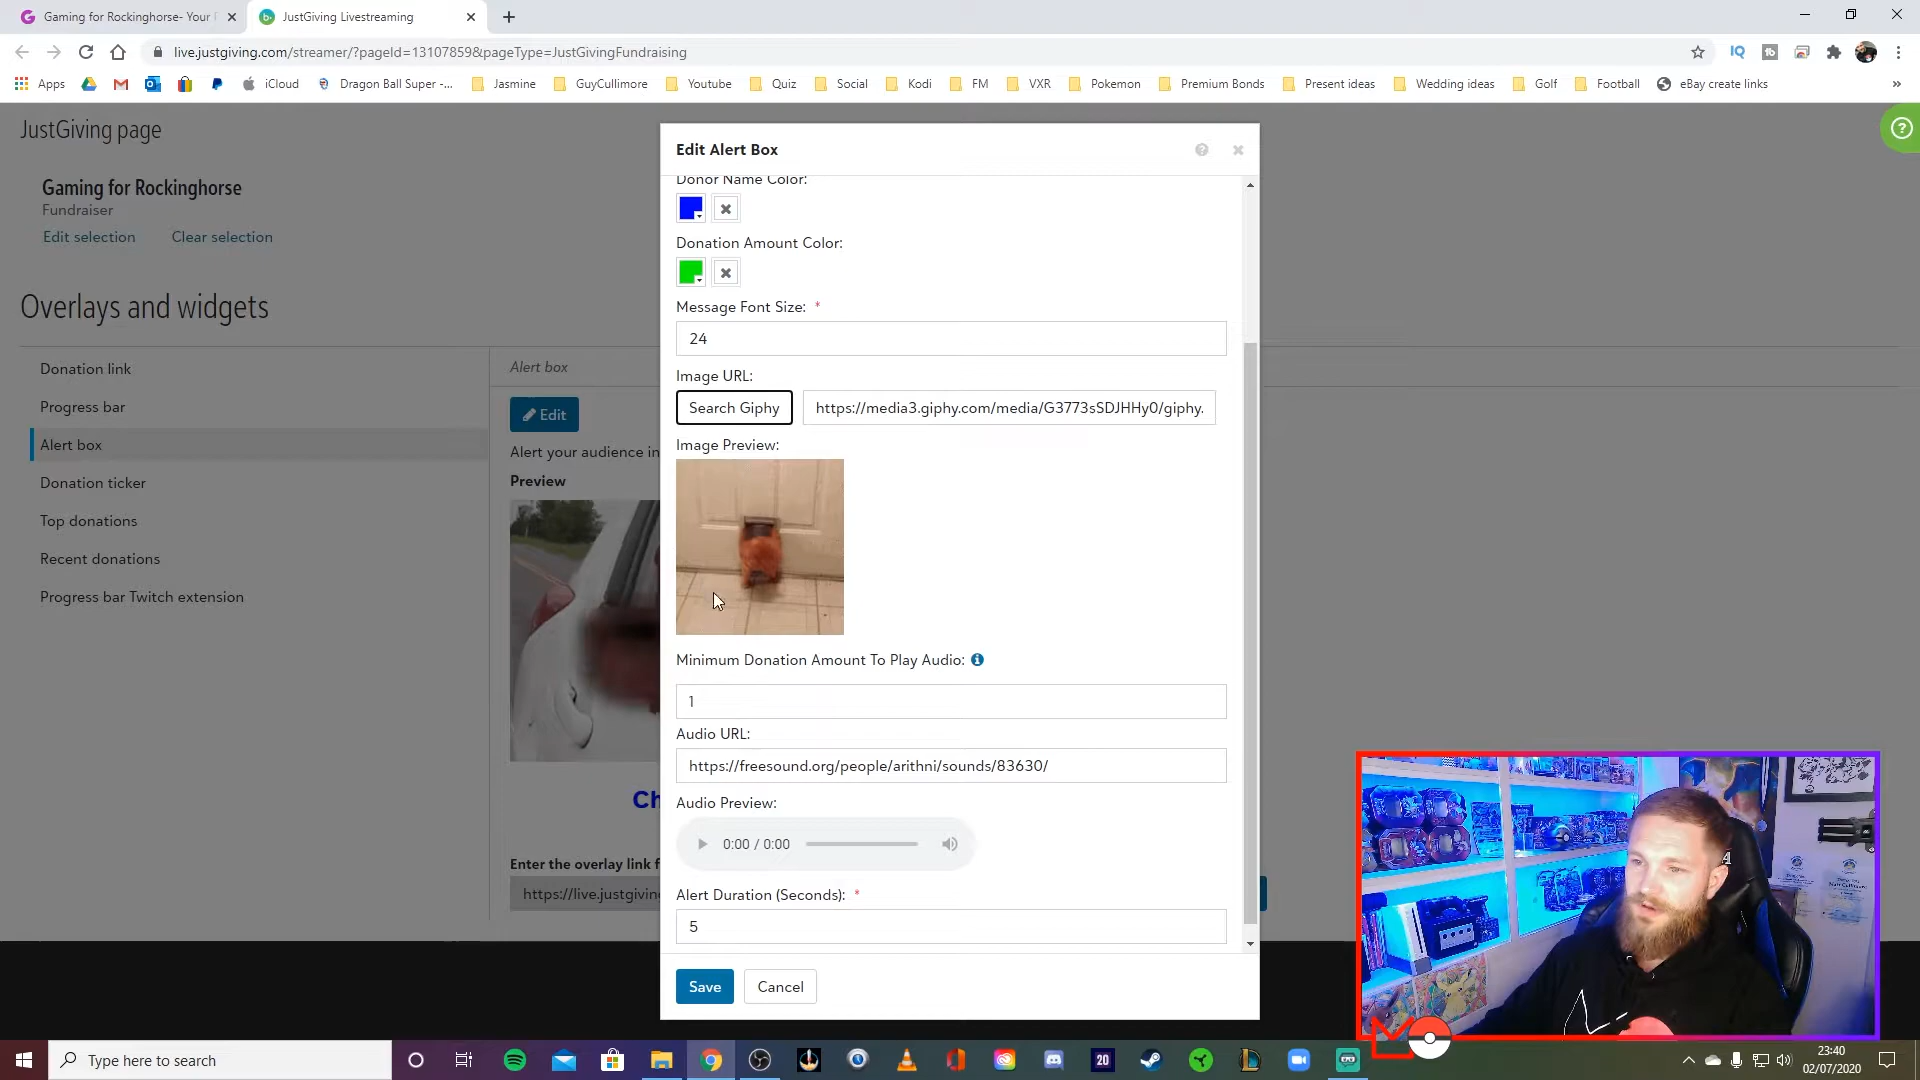 Gaming for Rockinghorse- Your F
JustGiving Livestreaming
live.justgiving.com/streamer/?pageId=13107859&pageType=JustGivingFundraising
Apps
iCloud
Dragon Ball Super -...
Jasmine
GuyCullimore
Youtube
Quiz
Social
Kodi
FM
VXR
Pokemon
Premium Bonds
Present ideas
Wedding ideas
Golf
Football
eBay create links
»
JustGiving page
Gaming for Rockinghorse
Fundraiser
Edit selection
Clear selection
Overlays and widgets
Donation link
Progress bar
Alert box
Donation ticker
Top donations
Recent donations
Progress bar Twitch extension
Alert box
Edit
Alert your audience in
Preview
Ch
Enter the overlay link f
https://live.justgiving
Edit Alert Box
Donor Name Color:
Donation Amount Color:
Message Font Size: *
24
Image URL:
Search Giphy
https://media3.giphy.com/media/G3773sSDJHHy0/giphy.
Image Preview:
Minimum Donation Amount To Play Audio:
1
Audio URL:
https://freesound.org/people/arithni/sounds/83630/
Audio Preview:
0:00 / 0:00
Alert Duration (Seconds): *
5
Save
Cancel
Type here to search
20
23:40
02/07/2020